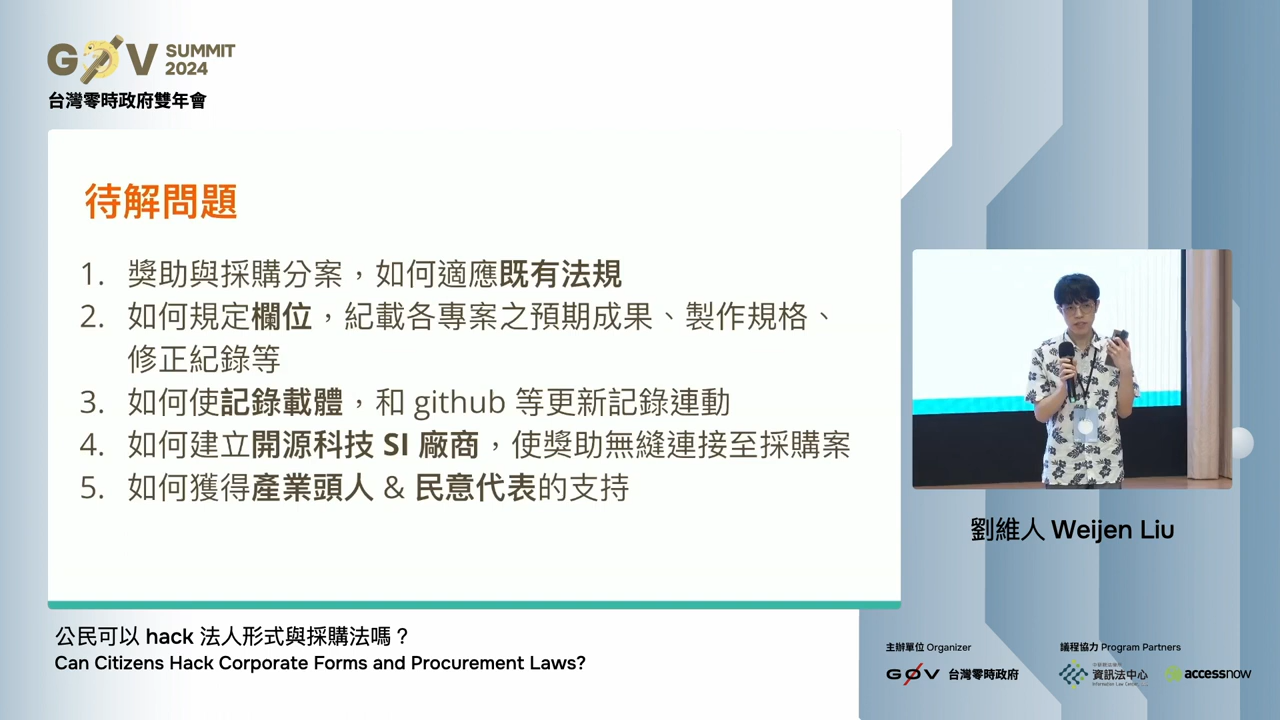 G0V SUMMIT 2024
台灣零時政府雙年會
待解問題
1. 獎助與採購分案，如何適應既有法規
2. 如何規定欄位，紀載各專案之預期成果、製作規格、
修正紀錄等
3. 如何使記錄載體，和 github 等更新記錄連動
4. 如何建立開源科技 SI 廠商，使獎助無縫連接至採購案
5. 如何獲得產業頭人 & 民意代表的支持
劉維人 Weijen Liu
公民可以 hack 法人形式與採購法嗎？
Can Citizens Hack Corporate Forms and Procurement Laws?
主辦單位 Organizer
G0V 台灣零時政府
議程協力 Program Partners
資訊法中心
accessnow